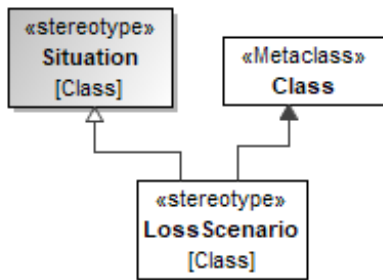 «stereotype»
Situation
[Class]
«Metaclass»
Class
«stereotype»
LossScenario
[Class]